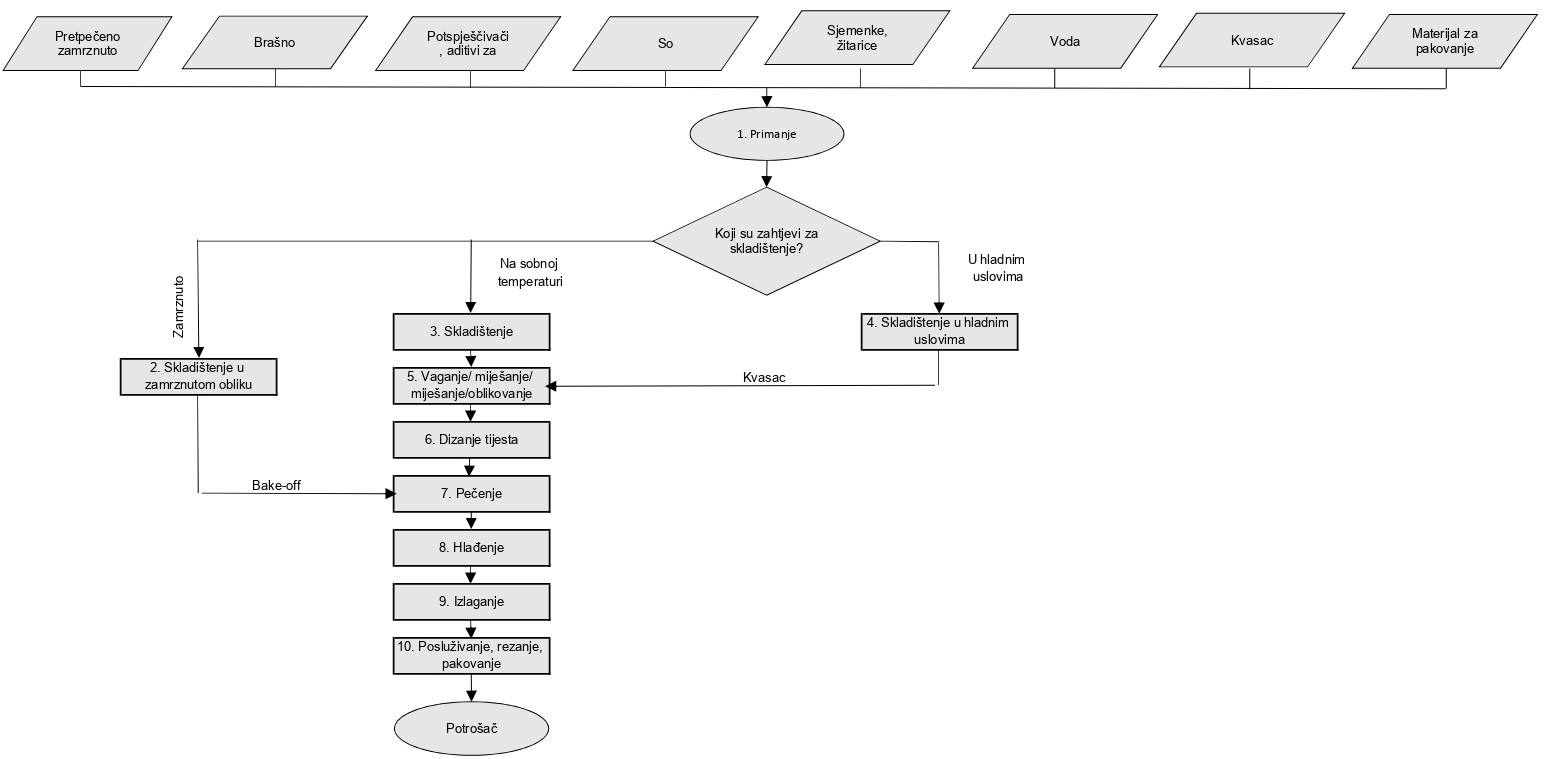 Pretpečeno
zamrznuto
Brašno
Potspješčivači
, aditivi za
So
Sjemenke,
žitarice
Voda
Kvasac
Materijal za
pakovanje
1. Primanje
Koji su zahtjevi za
skladištenje?
Zamrznuto
Na sobnoj
temperaturi
U hladnim
uslovima
3. Skladištenje
4. Skladištenje u hladnim
uslovima
2. Skladištenje u
zamrznutom obliku
5. Vaganje/ miješanje/
miješanje/oblikovanje
Kvasac
6. Dizanje tijesta
Bake-off
7. Pečenje
8. Hlađenje
9. Izlaganje
10. Posluživanje, rezanje,
pakovanje
Potrošač